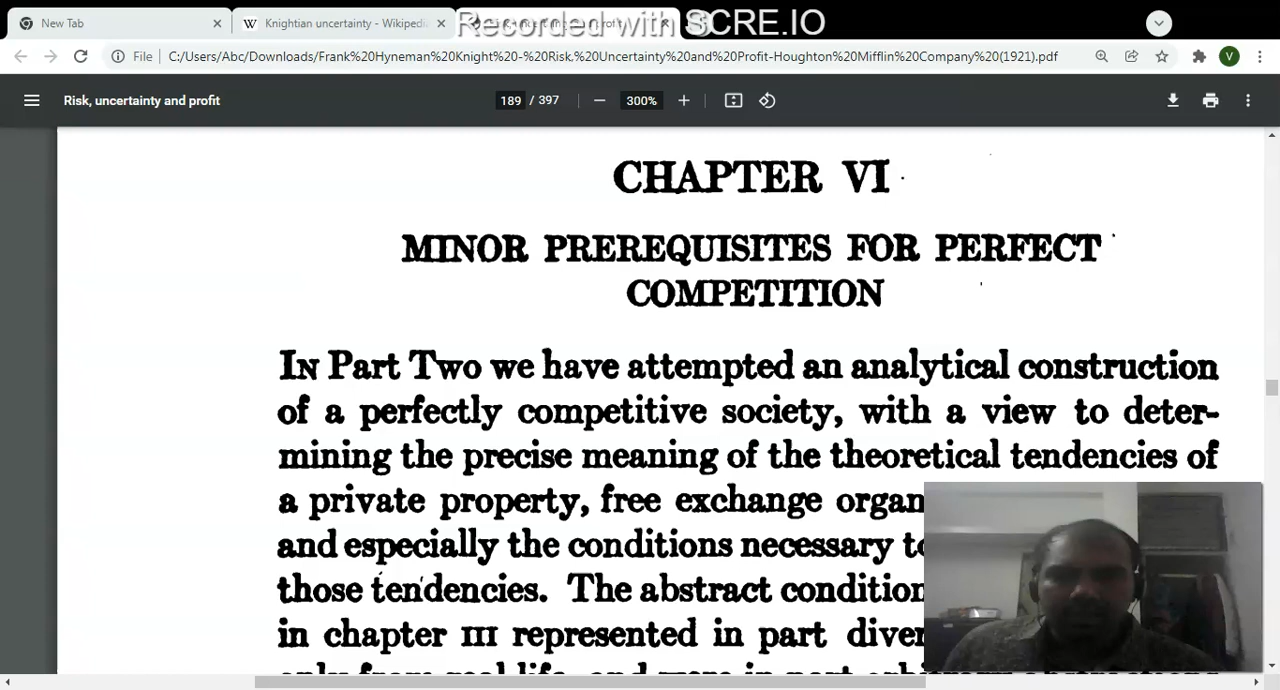 New Tab
Knightian uncertainty - Wikipedi
Recorded with SCRE.IO
File C:/Users/Abc/Downloads/Frank%20Hyneman%20Knight%20-%20Risk,%20Uncertainty%20and%20Profit-Houghton%20Mifflin%20Company%20(1921).pdf
V
Risk, uncertainty and profit
189 / 397
300%
CHAPTER VI
MINOR PREREQUISITES FOR PERFECT
COMPETITION
IN Part Two we have attempted an analytical construction
of a perfectly competitive society, with a view to deter-
mining the precise meaning of the theoretical tendencies of
a private property, free exchange organ
and especially the conditions necessary to
those tendencies. The abstract condition
in chapter III represented in part diver